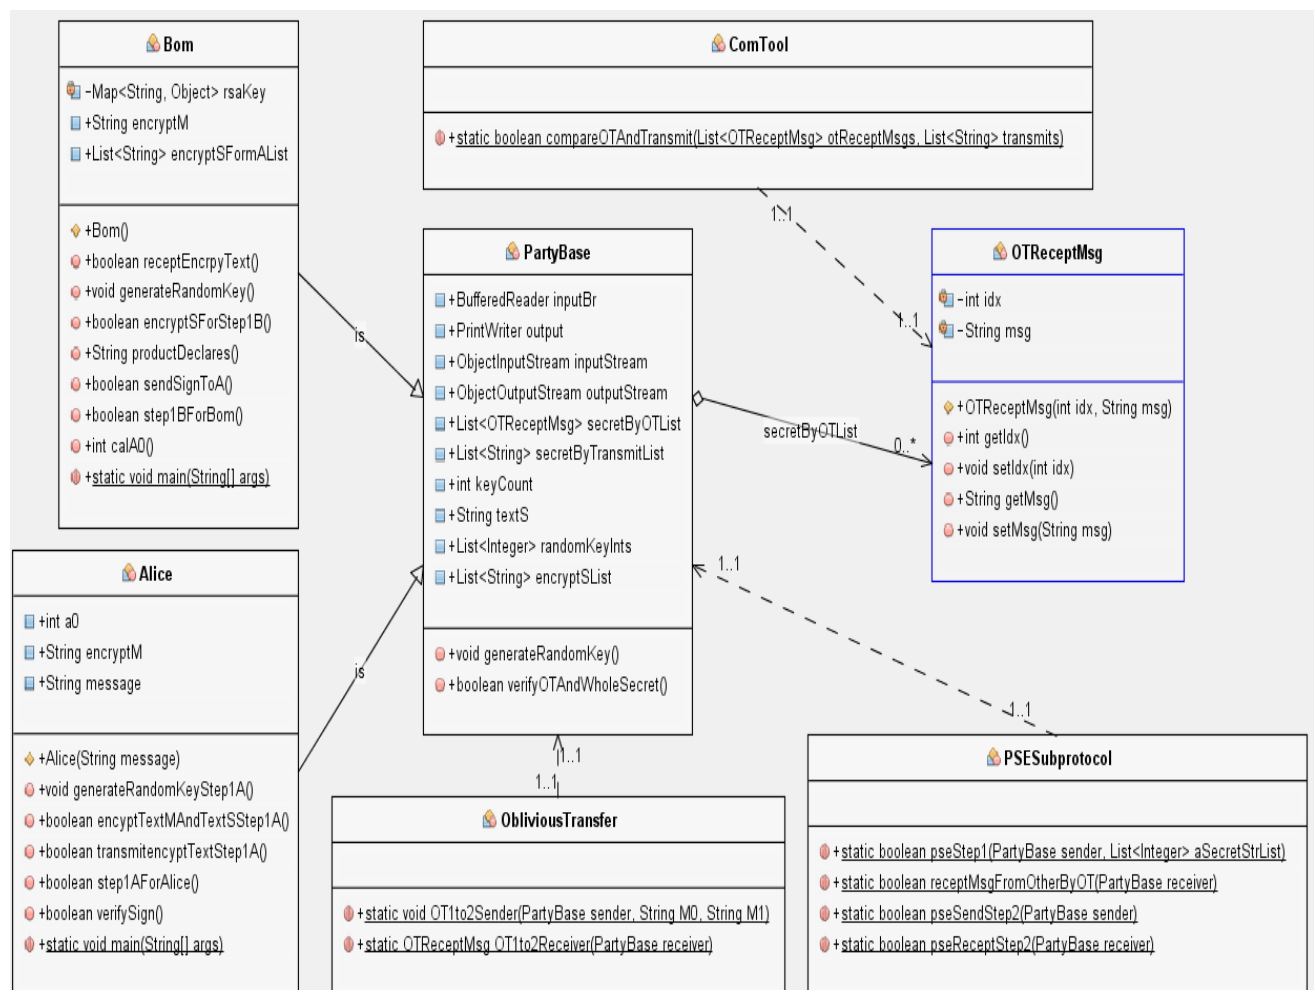 Bom
-Map<String, Object> rsaKey
+String encryptM
+List<String> encryptSFormAList
+Bom()
+boolean receptEncrpyText()
+void generateRandomKey()
+boolean encryptSForStep1B()
+String productDeclares()
+boolean sendSignToA()
+boolean step1BForBom()
+int calA0()
+static void main(String[] args)
ComTool
+static boolean compareOTAndTransmit(List<OTReceptMsg> otReceptMsgs, List<String> transmits)
1..1
1..1
is
PartyBase
+BufferedReader inputBr
+PrintWriter output
+ObjectInputStream inputStream
+ObjectOutputStream outputStream
+List<OTReceptMsg> secretByOTList
+List<String> secretByTransmitList
+int keyCount
+String textS
+List<Integer> randomKeyInts
+List<String> encryptSList
+void generateRandomKey()
+boolean verifyOTAndWholeSecret()
secretByOTList
0..*
OTReceptMsg
-int idx
-String msg
+OTReceptMsg(int idx, String msg)
+int getIdx()
+void setIdx(int idx)
+String getMsg()
+void setMsg(String msg)
Alice
+int a0
+String encryptM
+String message
+Alice(String message)
+void generateRandomKeyStep1A()
+boolean encyptTextMAndTextSStep1A()
+boolean transmitencyptTextStep1A()
+boolean step1AForAlice()
+boolean verifySign()
+static void main(String[] args)
is
1..1
1..1
1..1
1..1
ObliviousTransfer
+static void OT1to2Sender(PartyBase sender, String M0, String M1)
+static OTReceptMsg OT1to2Receiver(PartyBase receiver)
PSESubprotocol
+static boolean pseStep1(PartyBase sender, List<Integer> aSecretStrList)
+static boolean receptMsgFromOtherByOT(PartyBase receiver)
+static boolean pseSendStep2(PartyBase sender)
+static boolean pseReceptStep2(PartyBase receiver)